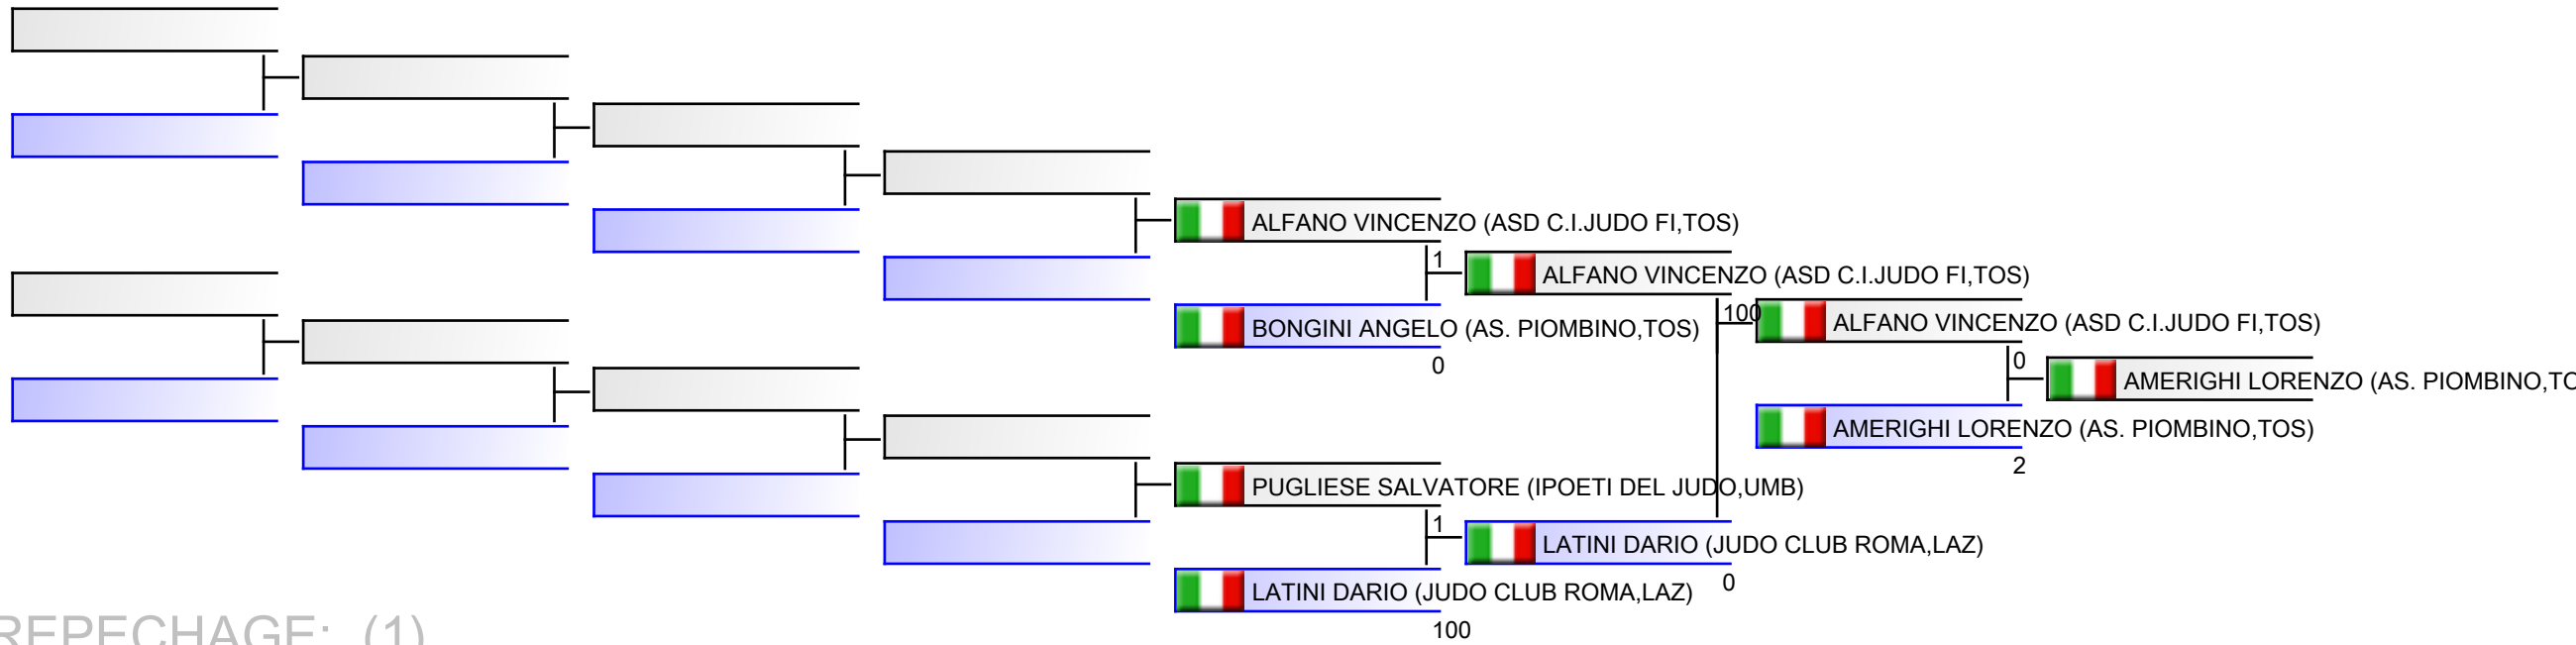 ALFANO VINCENZO (ASD C.I.JUDO FI,TOS)
1
ALFANO VINCENZO (ASD C.I.JUDO FI,TOS)
BONGINI ANGELO (AS. PIOMBINO,TOS)
0
100
ALFANO VINCENZO (ASD C.I.JUDO FI,TOS)
0
AMERIGHI LORENZO (AS. PIOMBINO,TO
AMERIGHI LORENZO (AS. PIOMBINO,TOS)
2
PUGLIESE SALVATORE (IPOETI DEL JUDO,UMB)
1
LATINI DARIO (JUDO CLUB ROMA,LAZ)
0
LATINI DARIO (JUDO CLUB ROMA,LAZ)
100
REPECHAGE: (1)